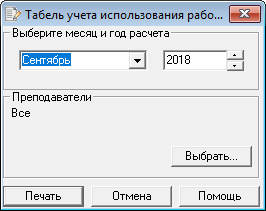 Табель учета использования рабо...
Выберите месяц и год расчета
Сентябрь 2018
Преподаватели
Все
Выбрать...
Печать Отмена Помощь